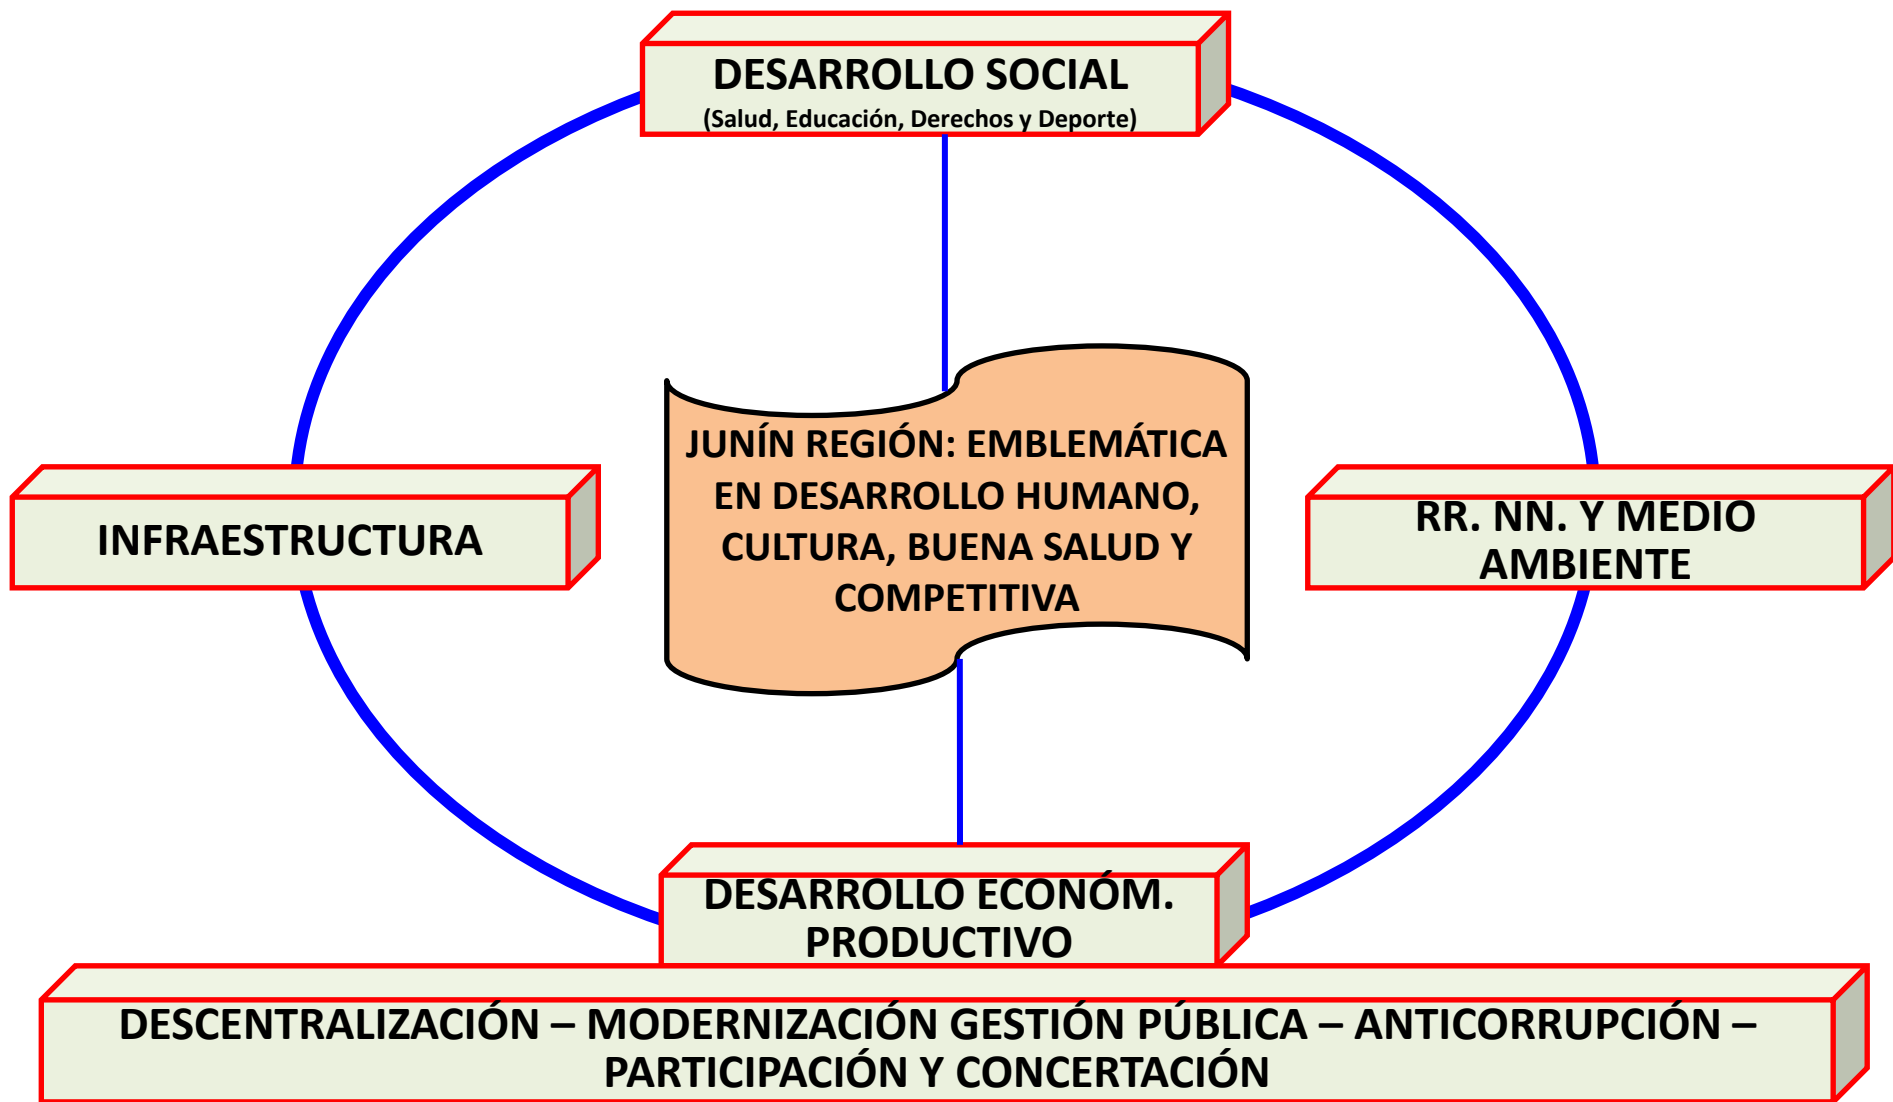 DESARROLLO SOCIAL
(Salud, Educación, Derechos y Deporte)
JUNÍN REGIÓN: EMBLEMÁTICA
EN DESARROLLO HUMANO,
CULTURA, BUENA SALUD Y
COMPETITIVA
INFRAESTRUCTURA
RR. NN. Y MEDIO
AMBIENTE
DESARROLLO ECONÓM.
PRODUCTIVO
DESCENTRALIZACIÓN – MODERNIZACIÓN GESTIÓN PÚBLICA – ANTICORRUPCIÓN –
PARTICIPACIÓN Y CONCERTACIÓN